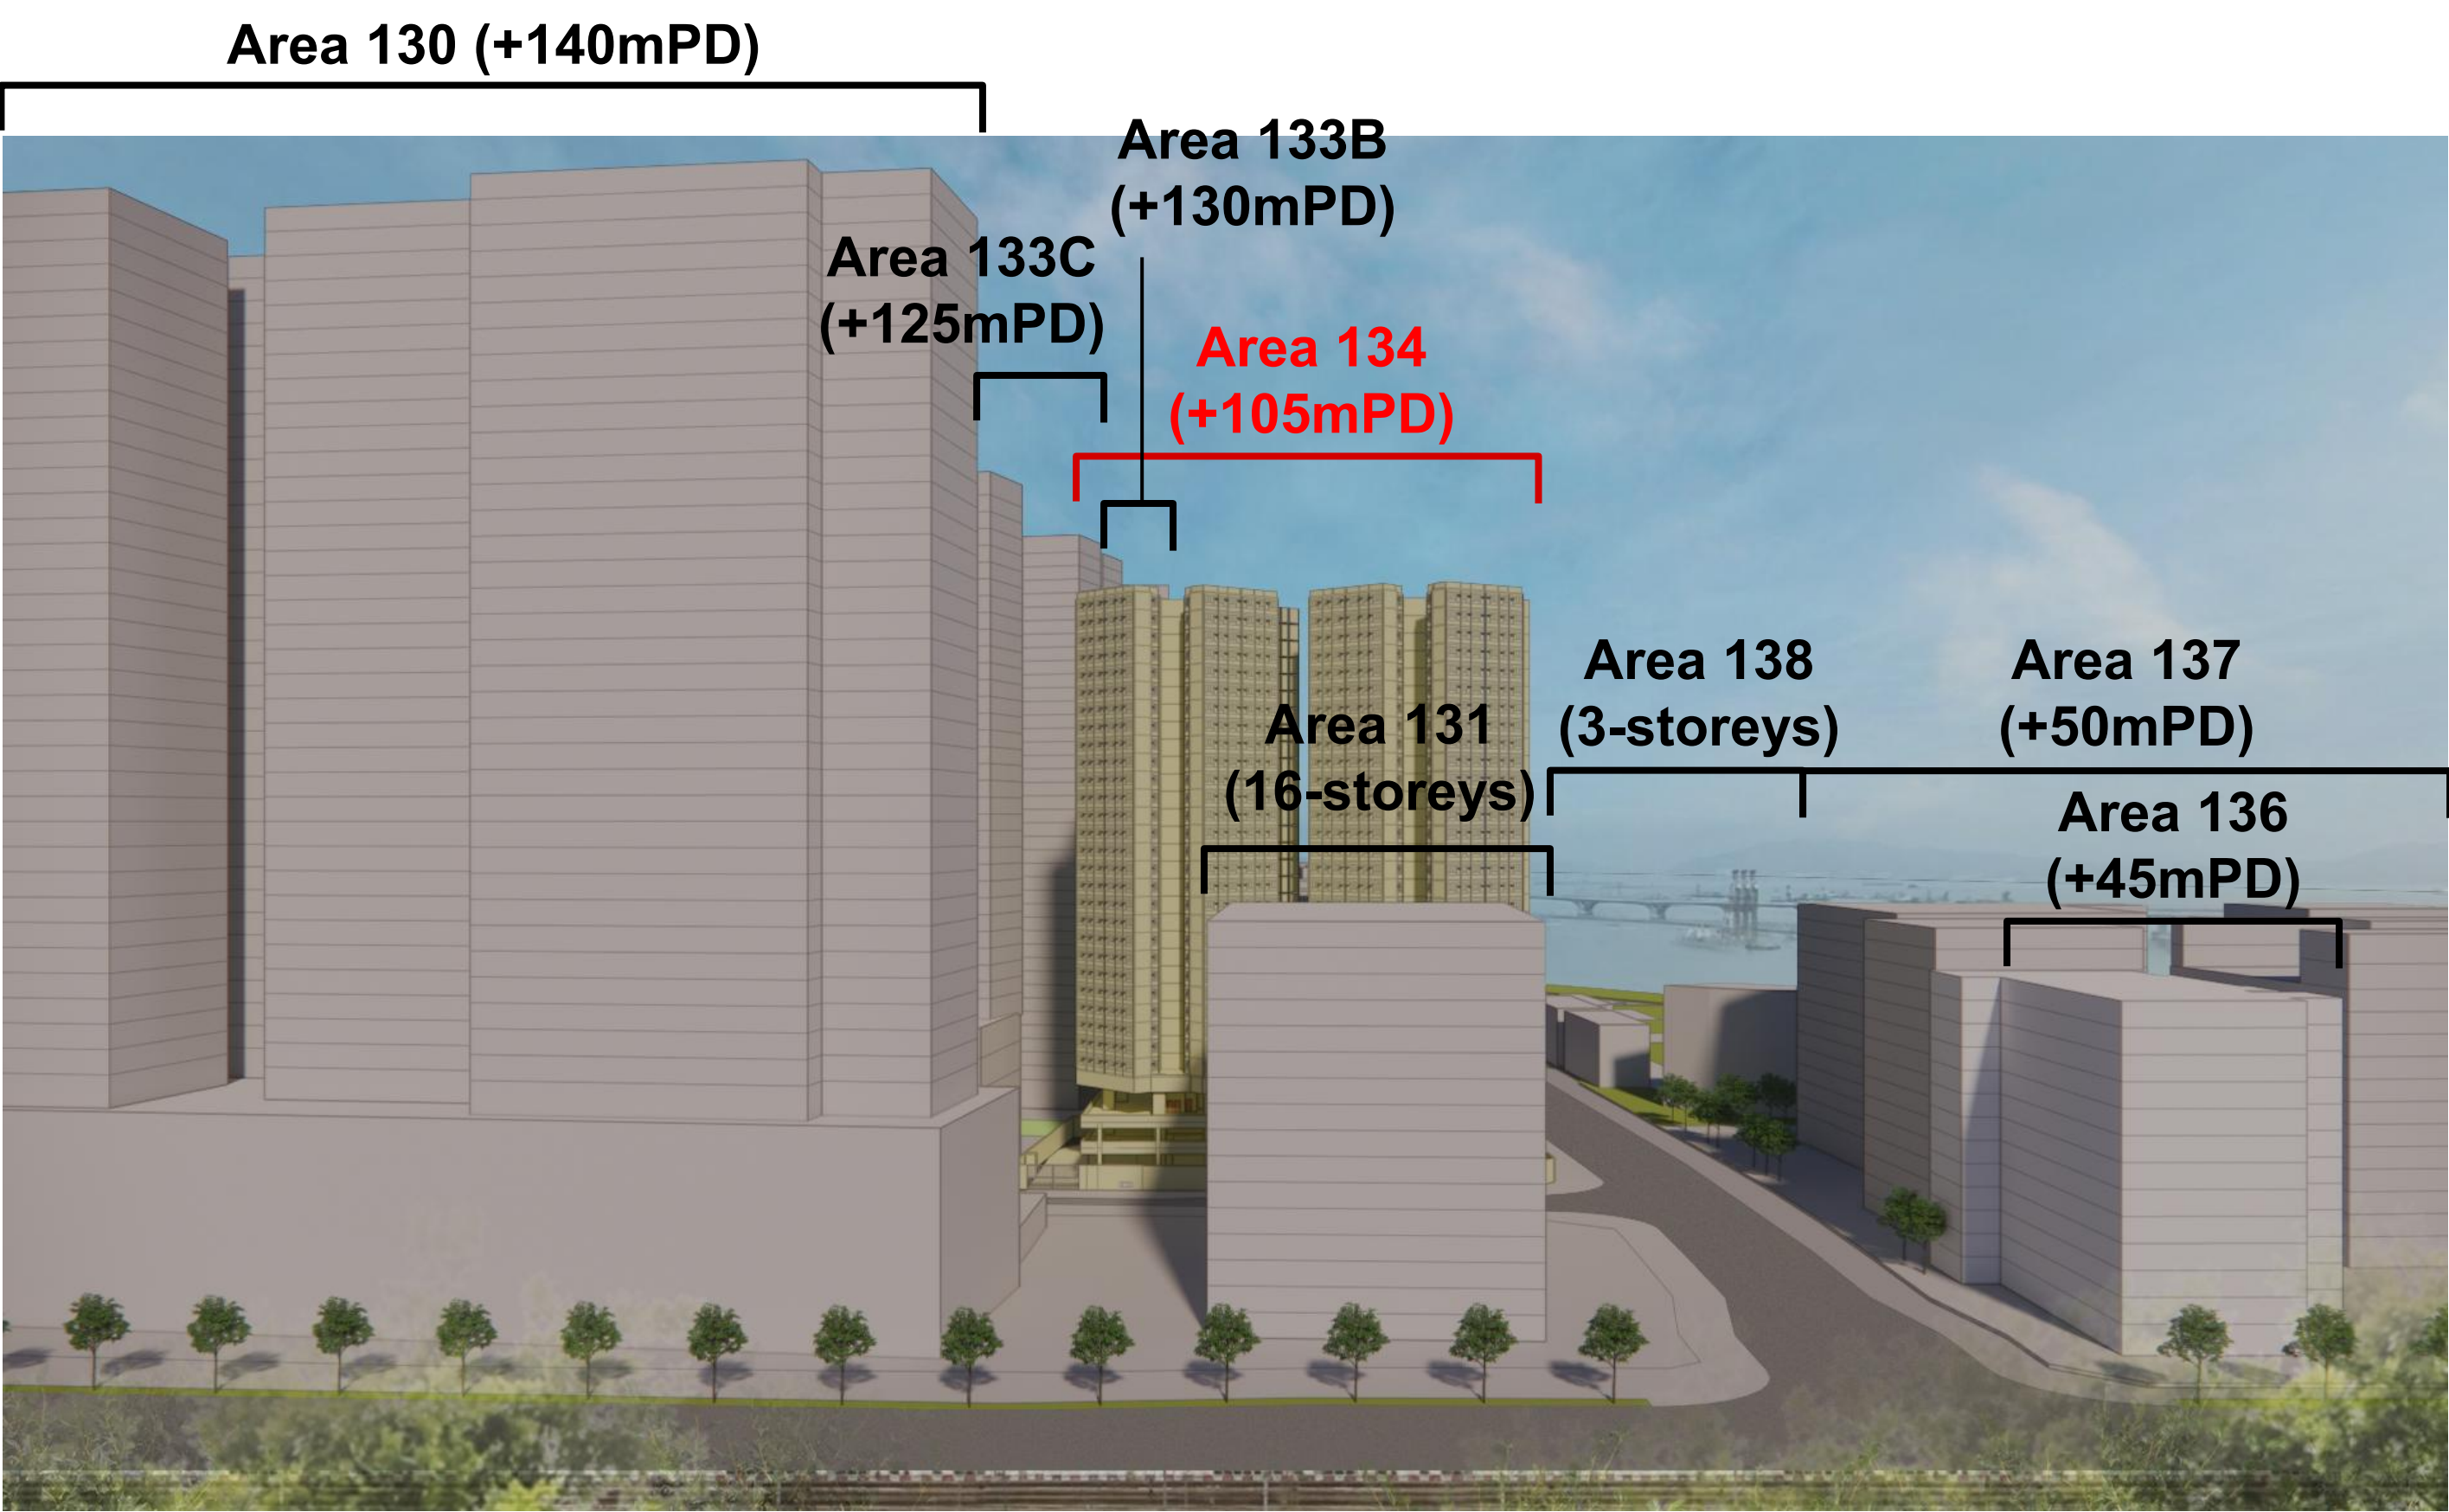 Area 130 (+140mPD)
Area 133B
(+130mPD)
Area 133C
(+125mPD)
Area 134
(+105mPD)
Area 138
(3-storeys)
Area 137
(+50mPD)
Area 131
(16-storeys)
Area 136
(+45mPD)